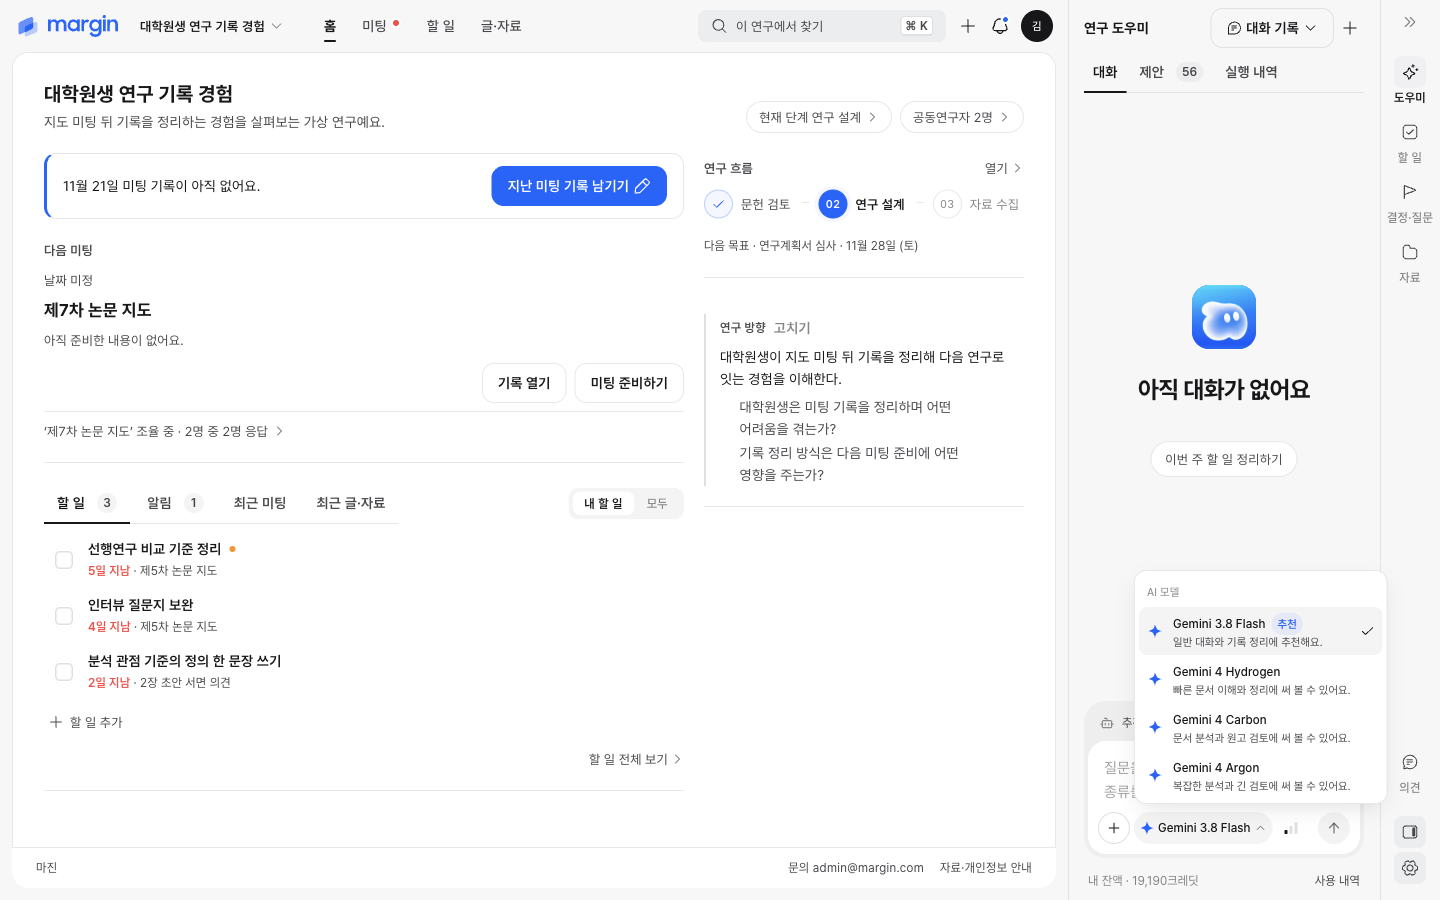 margin
대학원생 연구 기록 경험
홈
미팅
할 일
글·자료
이 연구에서 찾기
⌘ K
김
대학원생 연구 기록 경험
지도 미팅 뒤 기록을 정리하는 경험을 살펴보는 가상 연구예요.
현재 단계 연구 설계
공동연구자 2명
11월 21일 미팅 기록이 아직 없어요.
지난 미팅 기록 남기기
다음 미팅
날짜 미정
제7차 논문 지도
아직 준비한 내용이 없어요.
기록 열기
미팅 준비하기
‘제7차 논문 지도’ 조율 중 · 2명 중 2명 응답
할 일 3
알림 1
최근 미팅
최근 글·자료
내 할 일
모두
선행연구 비교 기준 정리
5일 지남 · 제5차 논문 지도
인터뷰 질문지 보완
4일 지남 · 제5차 논문 지도
분석 관점 기준의 정의 한 문장 쓰기
2일 지남 · 2장 초안 서면 의견
할 일 추가
할 일 전체 보기
연구 흐름
열기
문헌 검토
02 연구 설계
03 자료 수집
다음 목표 · 연구계획서 심사 · 11월 28일 (토)
연구 방향 고치기
대학원생이 지도 미팅 뒤 기록을 정리해 다음 연구로
잇는 경험을 이해한다.
대학원생은 미팅 기록을 정리하며 어떤
어려움을 겪는가?
기록 정리 방식은 다음 미팅 준비에 어떤
영향을 주는가?
마진
문의 admin@margin.com
자료·개인정보 안내
연구 도우미
대화 기록
대화
제안 56
실행 내역
아직 대화가 없어요
이번 주 할 일 정리하기
AI 모델
Gemini 3.8 Flash 추천
일반 대화와 기록 정리에 추천해요.
Gemini 4 Hydrogen
빠른 문서 이해와 정리에 써 볼 수 있어요.
Gemini 4 Carbon
문서 분석과 원고 검토에 써 볼 수 있어요.
Gemini 4 Argon
복잡한 분석과 긴 검토에 써 볼 수 있어요.
Gemini 3.8 Flash
내 잔액 · 19,190크레딧
사용 내역
도우미
할 일
결정·질문
자료
의견